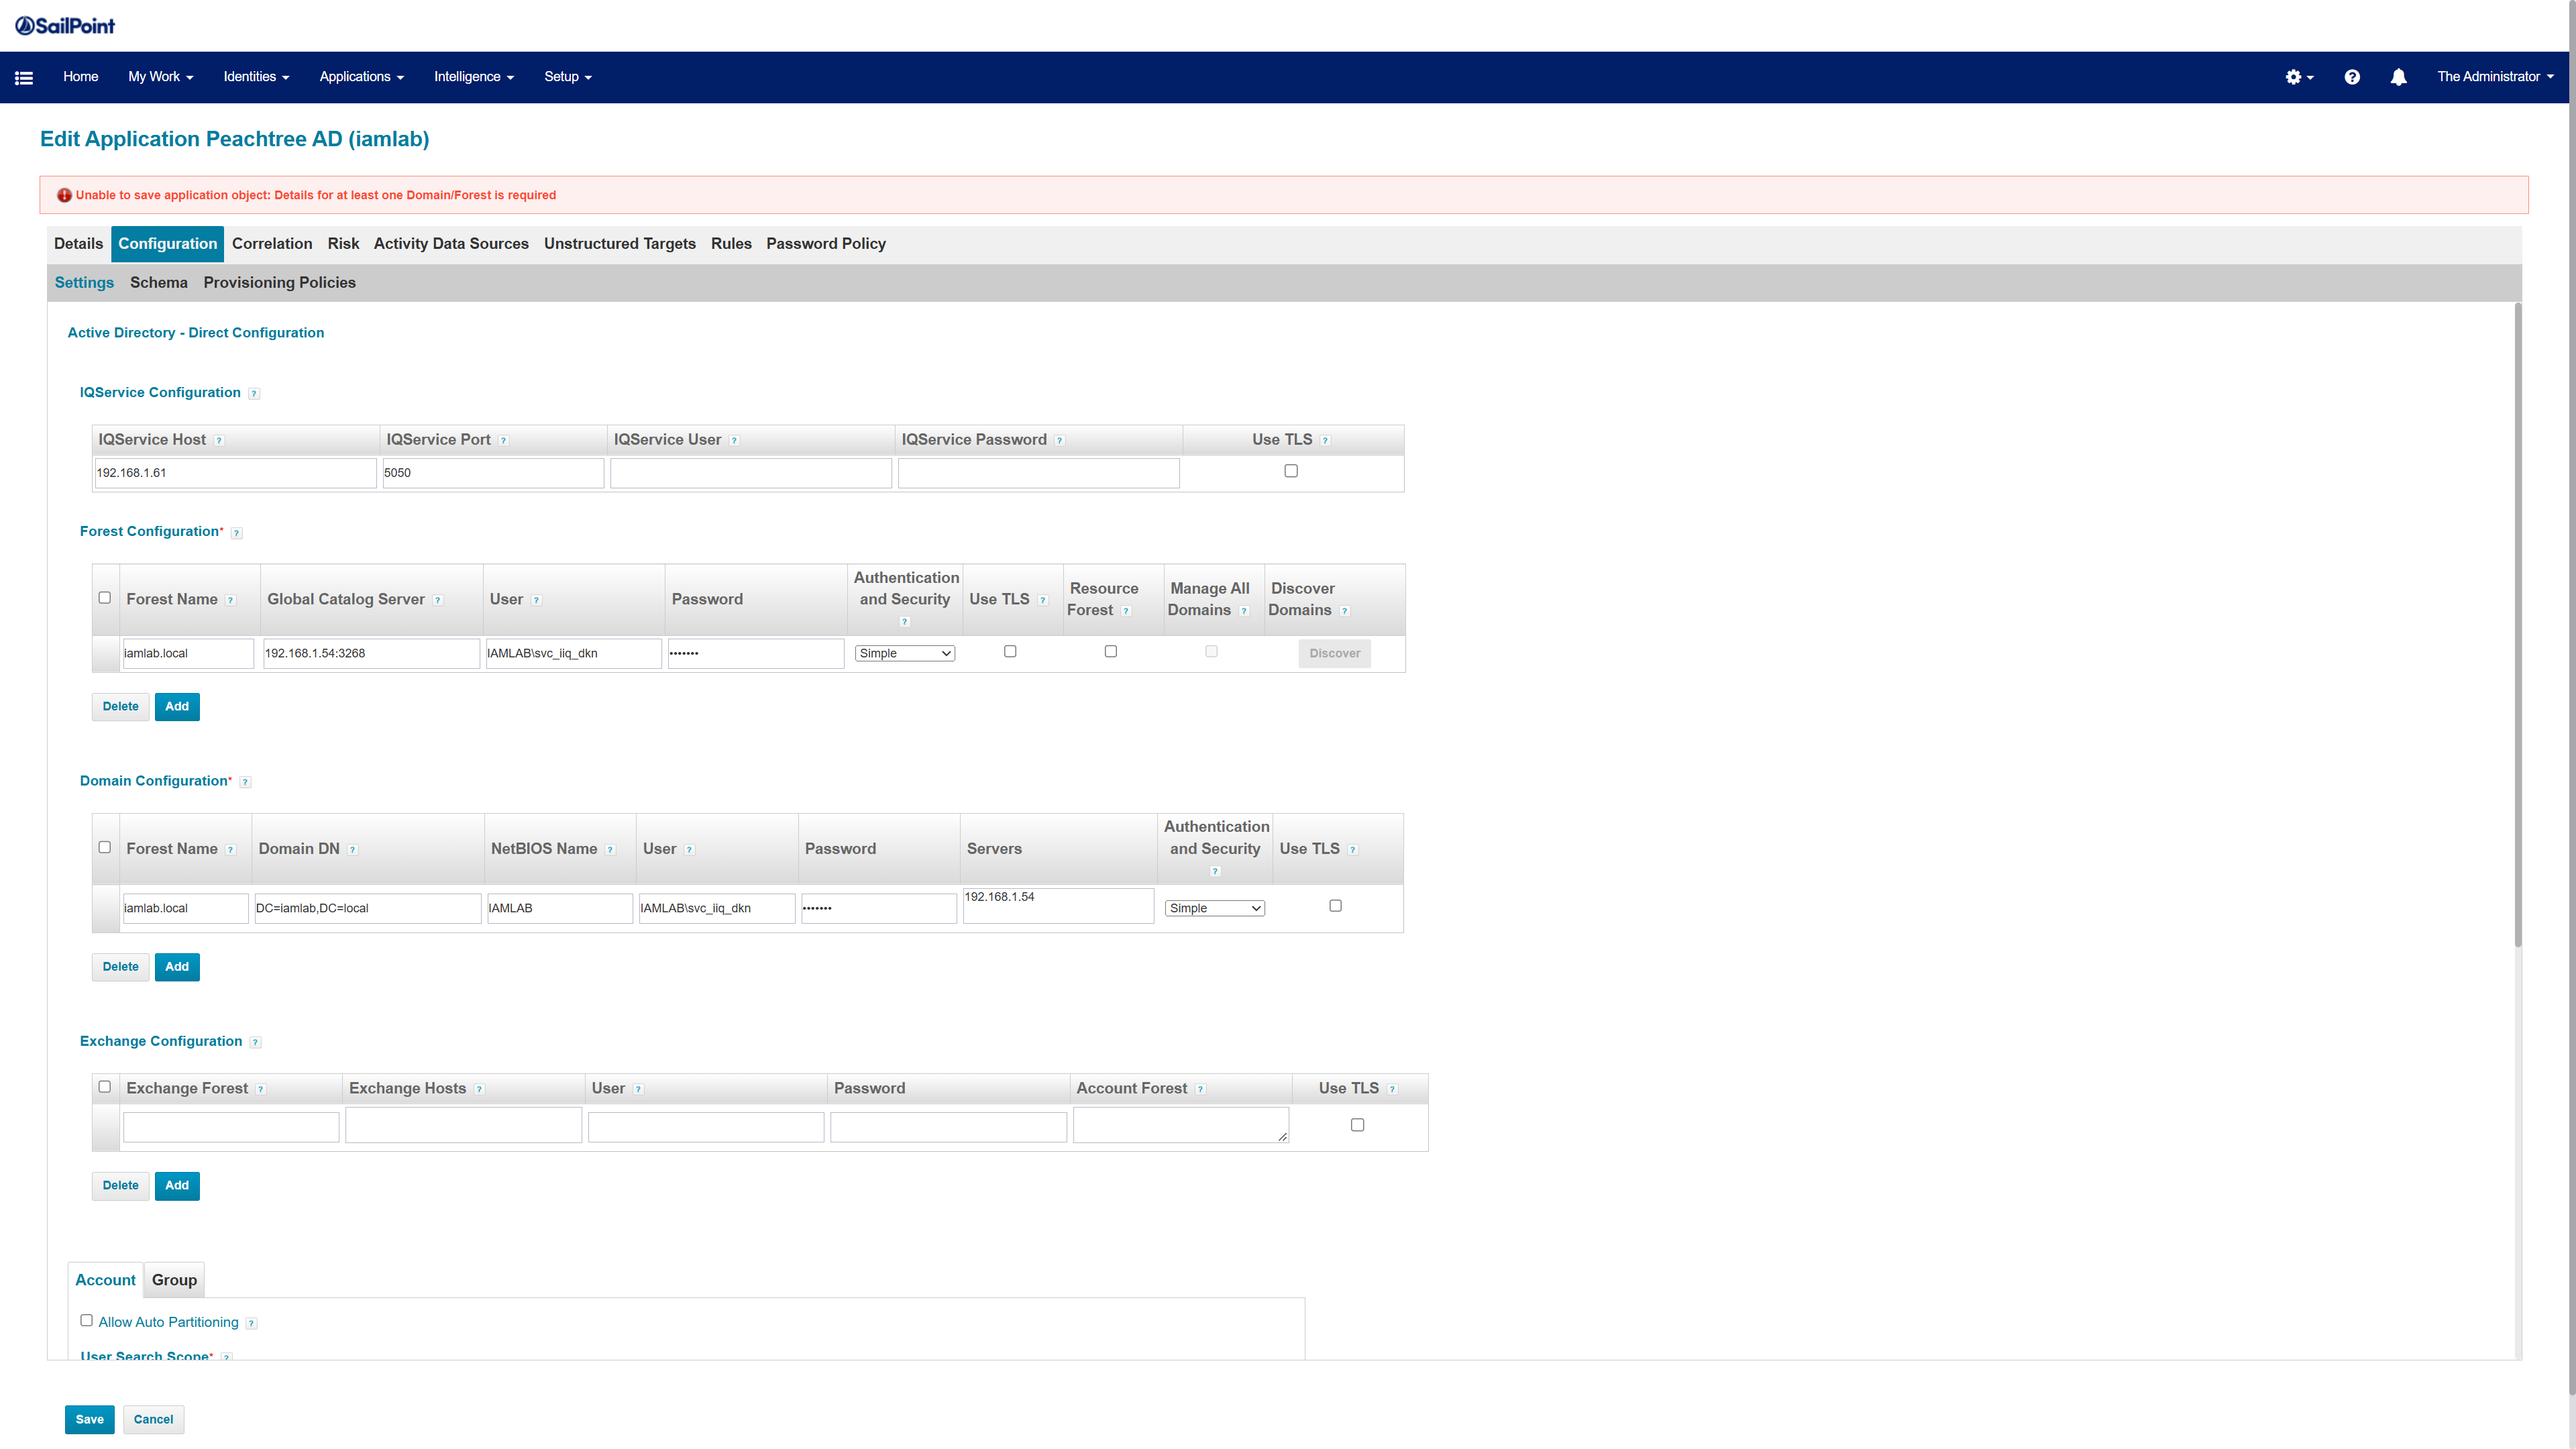 SailPoint
Home My Work Identities Applications Intelligence Setup The Administrator
Edit Application Peachtree AD (iamlab)
Unable to save application object: Details for at least one Domain/Forest is required
Details Configuration Correlation Risk Activity Data Sources Unstructured Targets Rules Password Policy
Settings Schema Provisioning Policies
Active Directory - Direct Configuration
IQService Configuration ?
IQService Host ? IQService Port ? IQService User ? IQService Password ? Use TLS ?
192.168.1.61 5050
Forest Configuration* ?
Forest Name ? Global Catalog Server ? User ? Password Authentication and Security ? Use TLS ? Resource Forest ? Manage All Domains ? Discover Domains ?
iamlab.local 192.168.1.54:3268 IAMLAB\svc_iiq_dkn ••••••• Simple Discover
Delete Add
Domain Configuration* ?
Forest Name ? Domain DN ? NetBIOS Name ? User ? Password Servers Authentication and Security ? Use TLS ?
iamlab.local DC=iamlab,DC=local IAMLAB IAMLAB\svc_iiq_dkn ••••••• 192.168.1.54 Simple
Delete Add
Exchange Configuration ?
Exchange Forest ? Exchange Hosts ? User ? Password Account Forest ? Use TLS ?
Delete Add
Account Group
Allow Auto Partitioning ?
User Search Scope* ?
Save Cancel